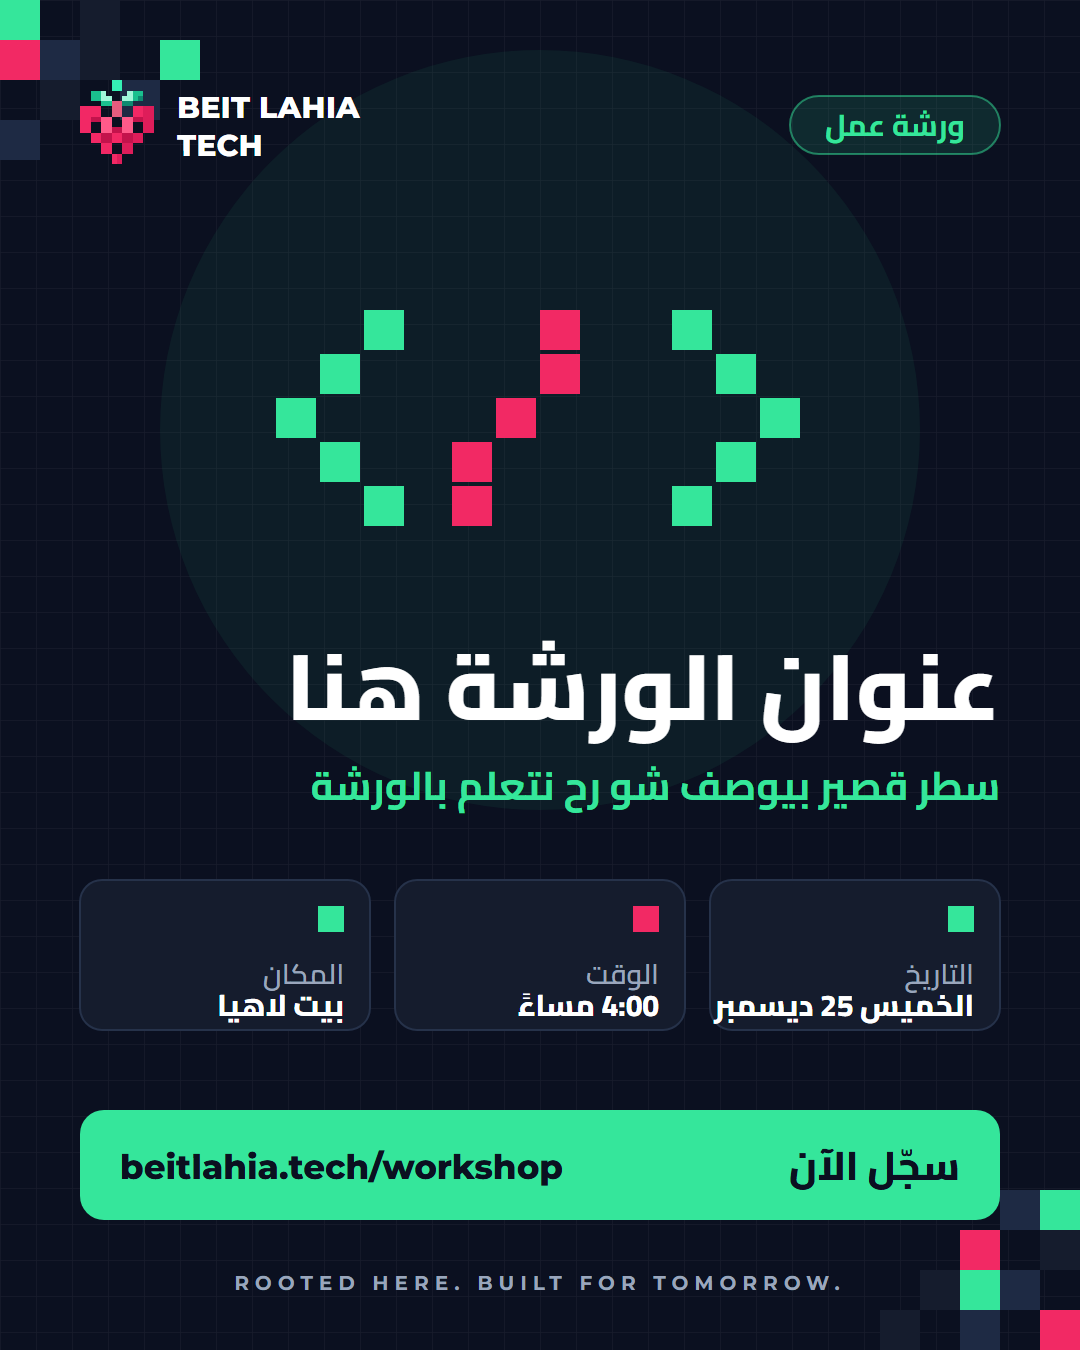 BEIT LAHIA
TECH
ورشة عمل
عنوان الورشة هنا
سطر قصير بيوصف شو رح نتعلم بالورشة
التاريخ
الخميس 25 ديسمبر
الوقت
4:00 مساءً
المكان
بيت لاهيا
سجّل الآن
beitlahia.tech/workshop
ROOTED HERE. BUILT FOR TOMORROW.